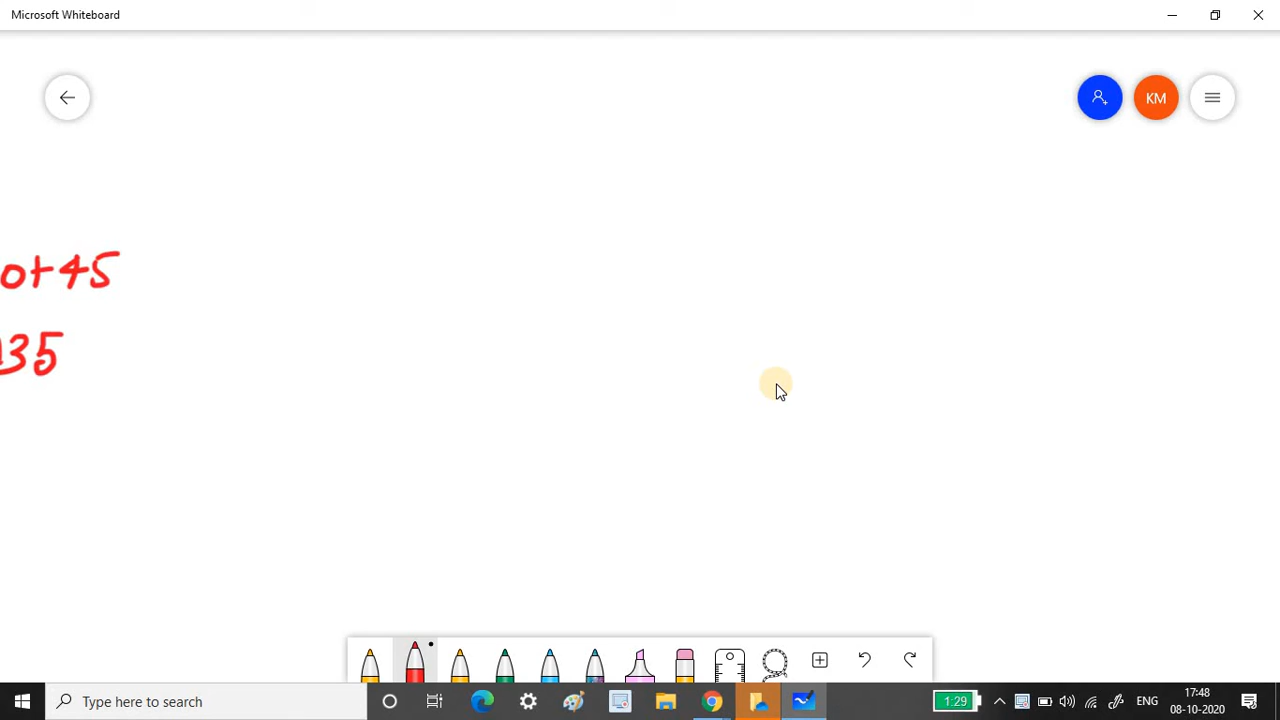 Microsoft Whiteboard
KM
0+45
35
Type here to search
1:29
ENG
17:48
08-10-2020